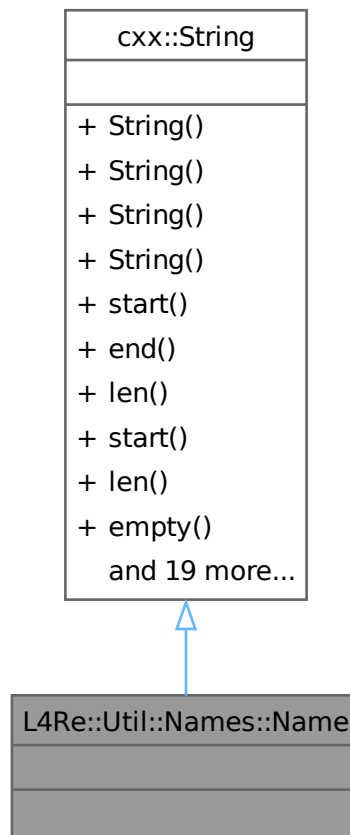 cxx::String
+ String()
+ String()
+ String()
+ String()
+ start()
+ end()
+ len()
+ start()
+ len()
+ empty()
and 19 more...
L4Re::Util::Names::Name